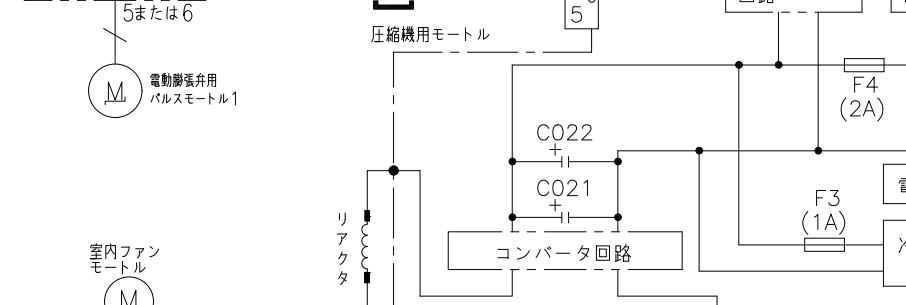 5または6
M
電動膨張弁用
パルスモートル1
圧縮機用モートル
5
回路
F4
(2A)
C022
+
C021
+
F3
(1A)
リアクタ
コンバータ回路
室内ファン
モートル
M